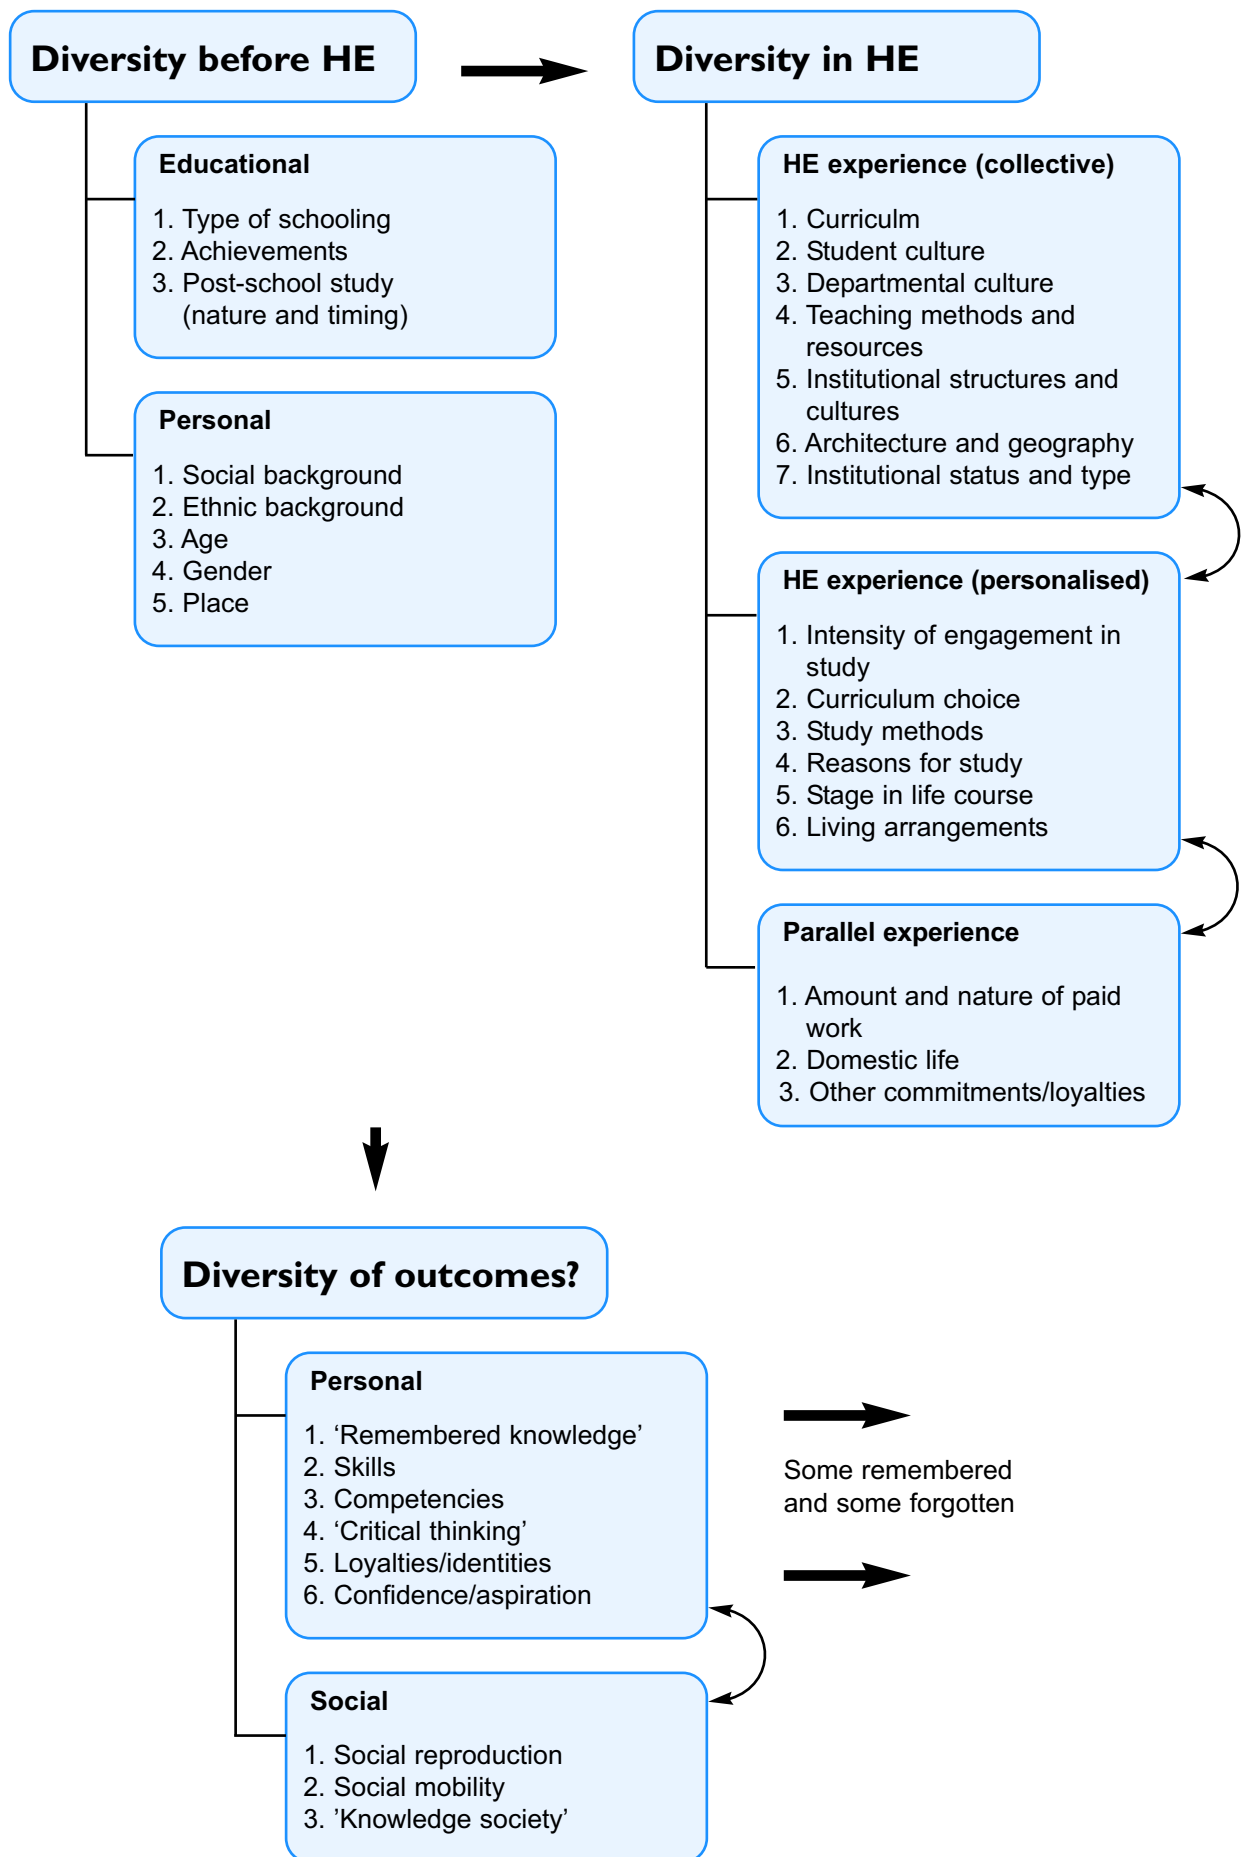 Diversity before HE
Educational
1. Type of schooling
2. Achievements
3. Post-school study
(nature and timing)
Personal
1. Social background
2. Ethnic background
3. Age
4. Gender
5. Place
Diversity in HE
HE experience (collective)
1. Curriculm
2. Student culture
3. Departmental culture
4. Teaching methods and
resources
5. Institutional structures and
cultures
6. Architecture and geography
7. Institutional status and type
HE experience (personalised)
1. Intensity of engagement in
study
2. Curriculum choice
3. Study methods
4. Reasons for study
5. Stage in life course
6. Living arrangements
Parallel experience
1. Amount and nature of paid
work
2. Domestic life
3. Other commitments/loyalties
Diversity of outcomes?
Personal
1. ‘Remembered knowledge’
2. Skills
3. Competencies
4. ‘Critical thinking’
5. Loyalties/identities
6. Confidence/aspiration
Some remembered
and some forgotten
Social
1. Social reproduction
2. Social mobility
3. ’Knowledge society’